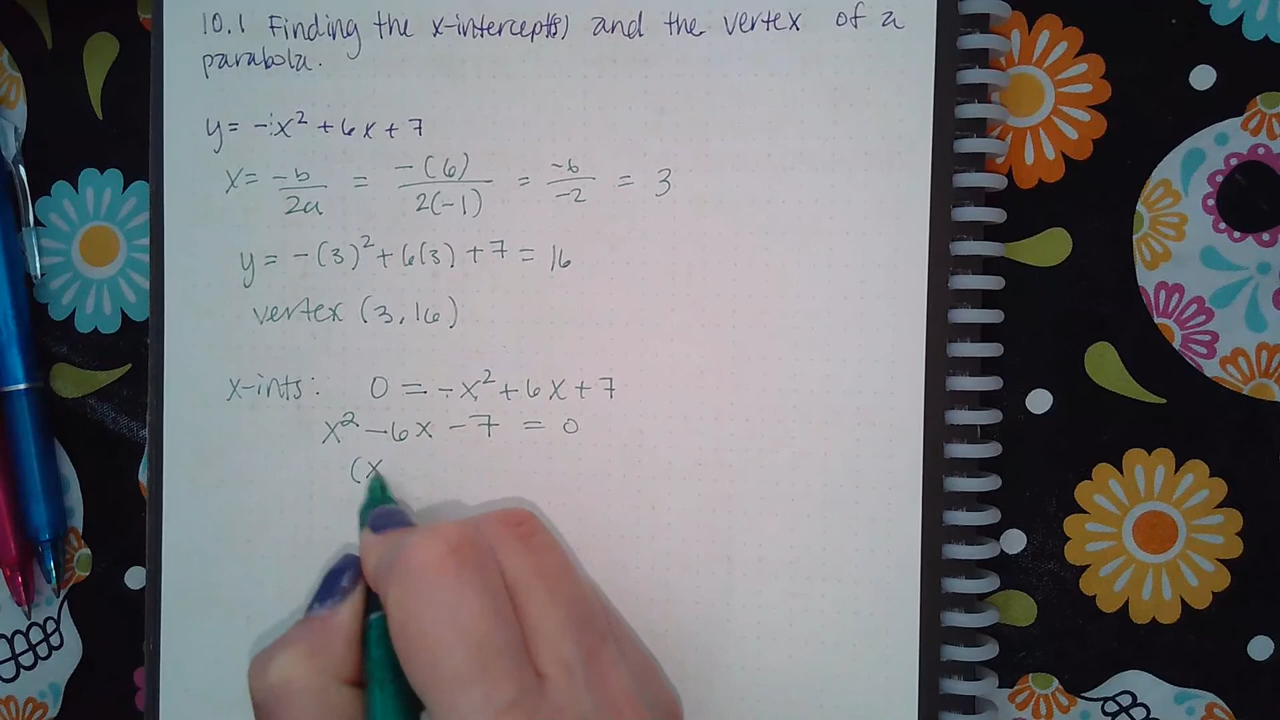 10.1 Finding the x-intercept(s) and the vertex of a
parabola.
y = -x² + 6x + 7
x = -b/2a = -(6)/2(-1) = -6/-2 = 3
y = -(3)² + 6(3) + 7 = 16
vertex (3,16)
x-ints: 0 = -x² + 6x + 7
x² - 6x - 7 = 0
(x